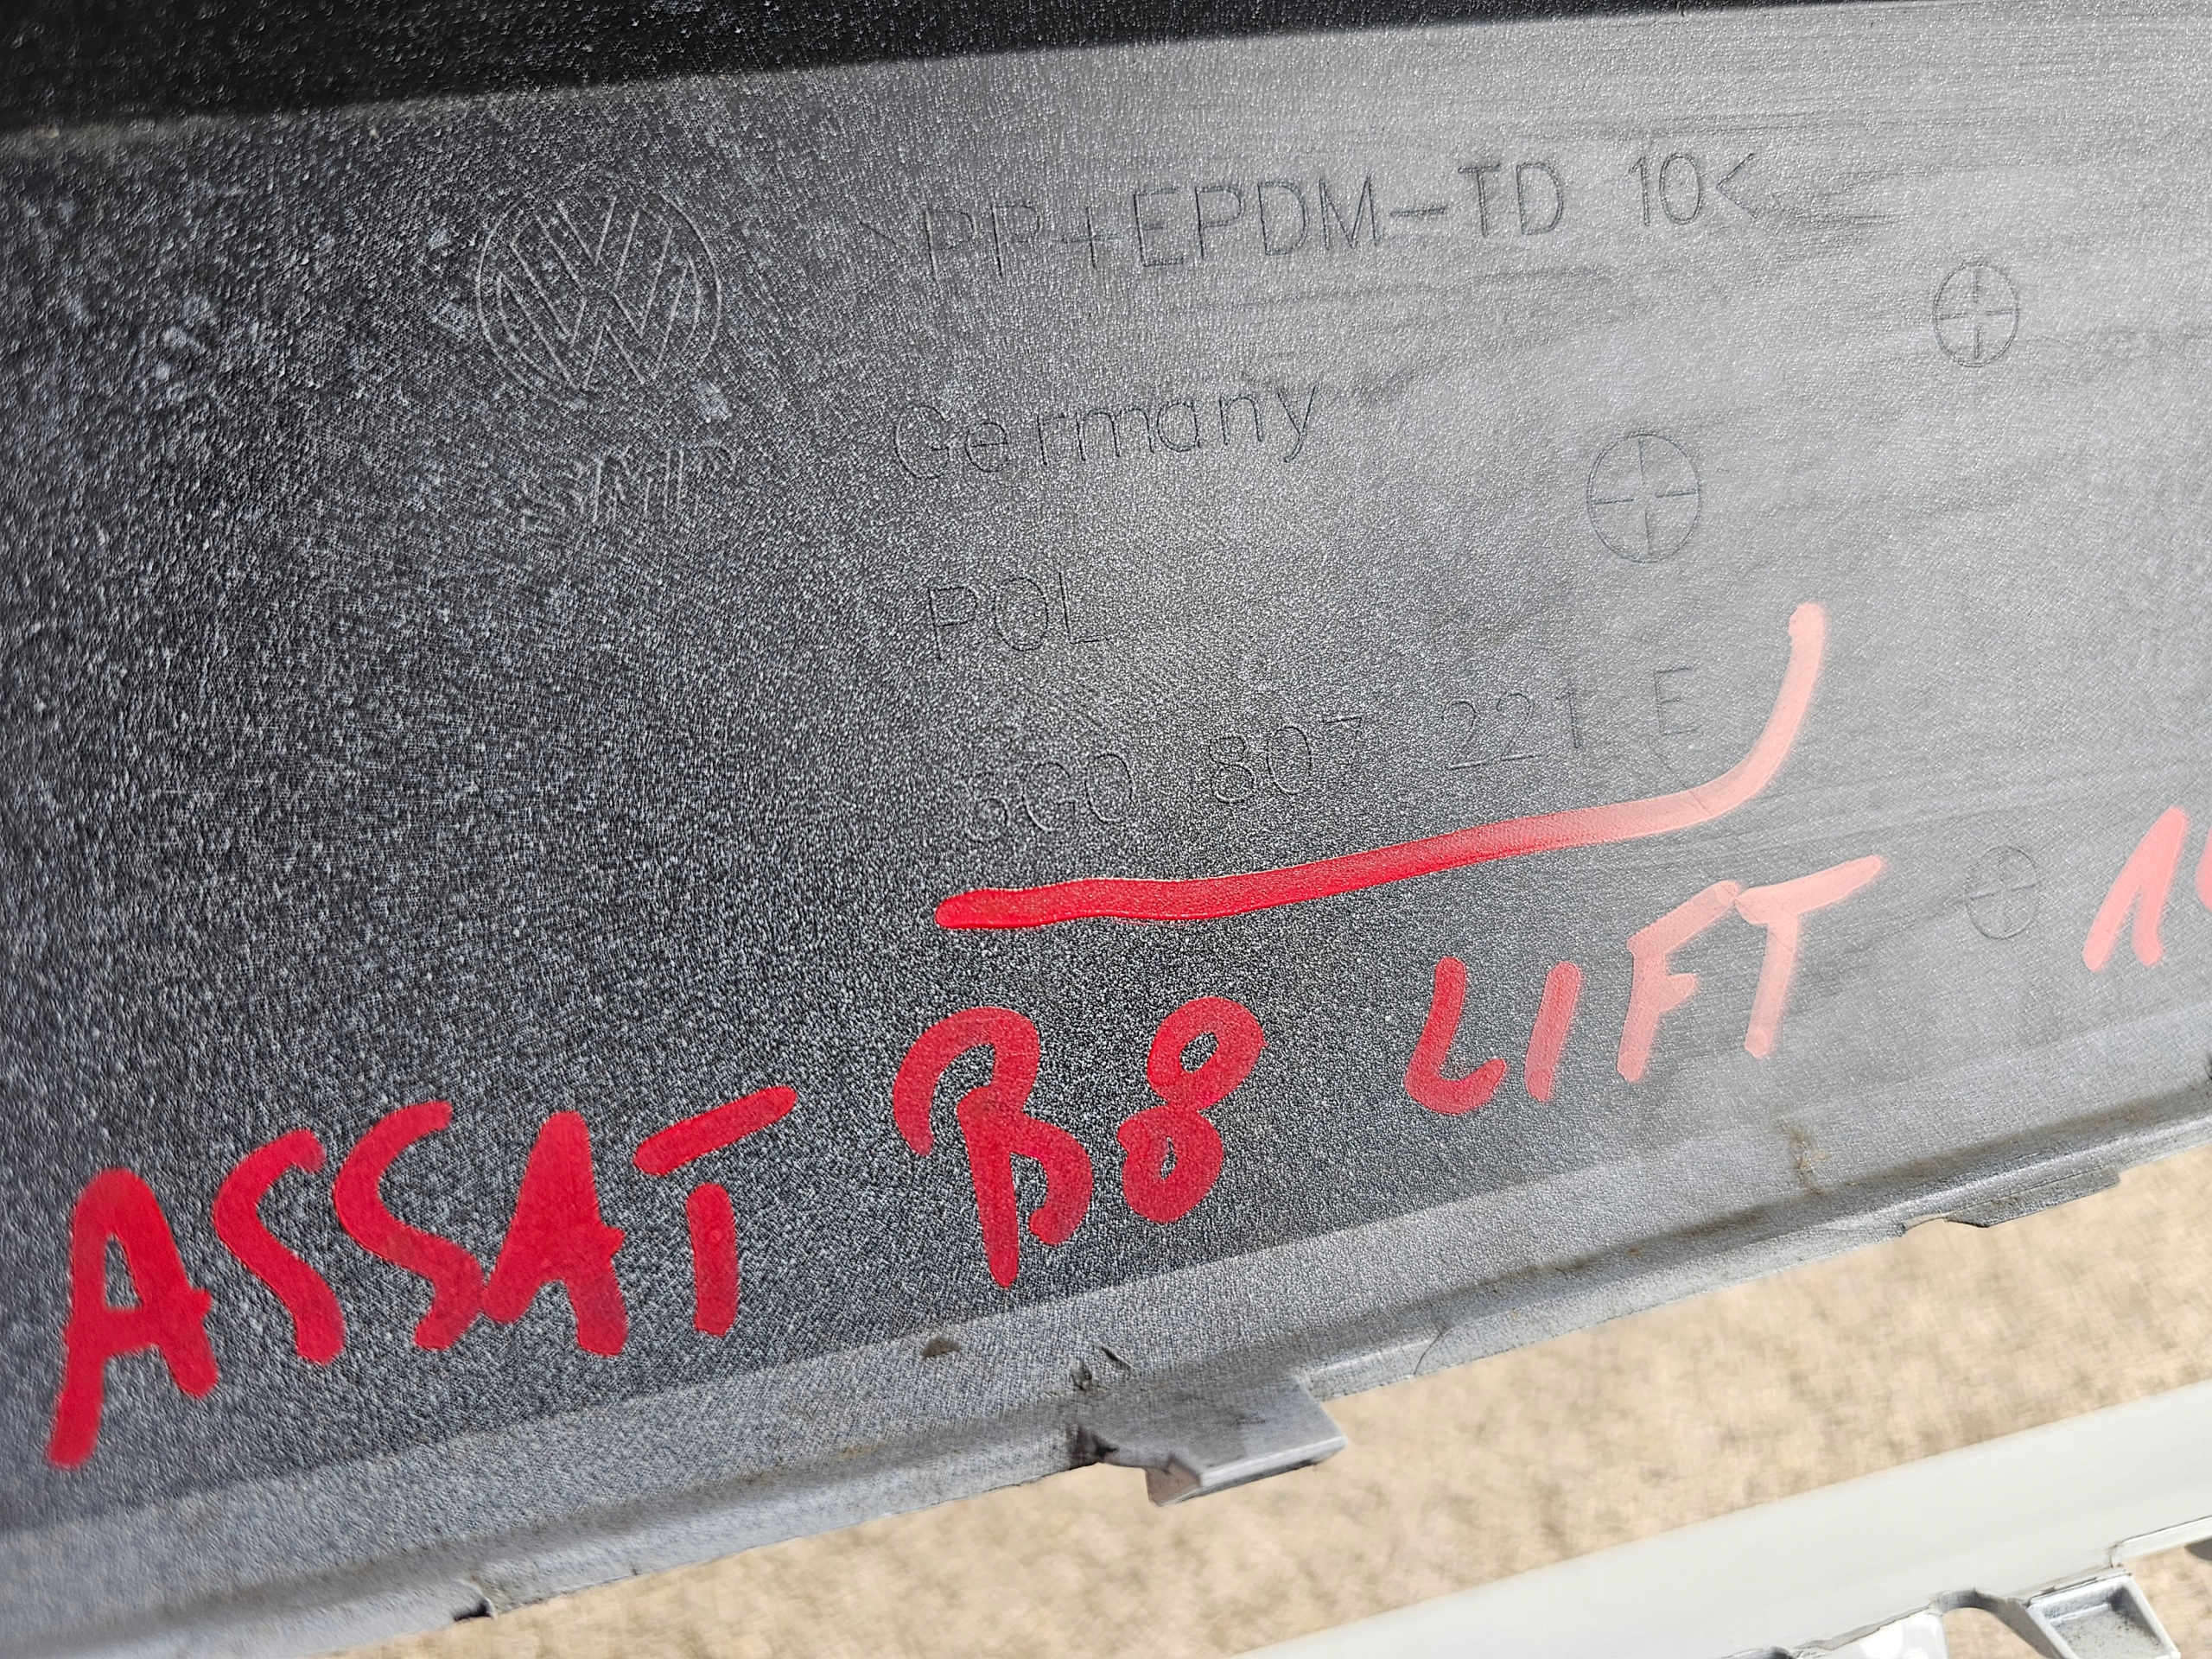 >PP+EPDM-TD 10<
Germany
POL
3G0 807 221 E
ASSAT B8 LIFT